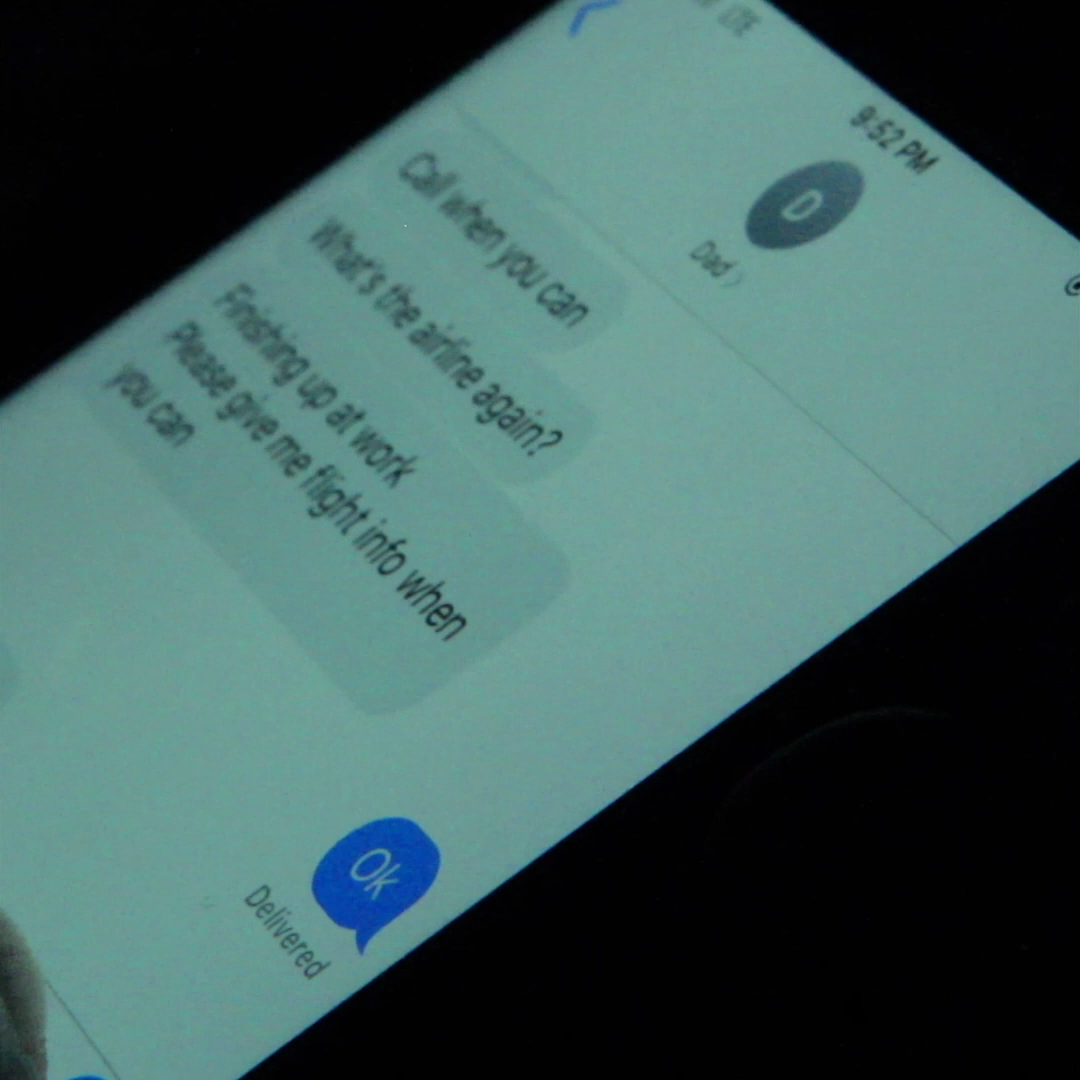 LTE
9:52 PM
D
Dad
Call when you can
What's the airline again?
Finishing up at work
Please give me flight info when
you can
Ok
Delivered